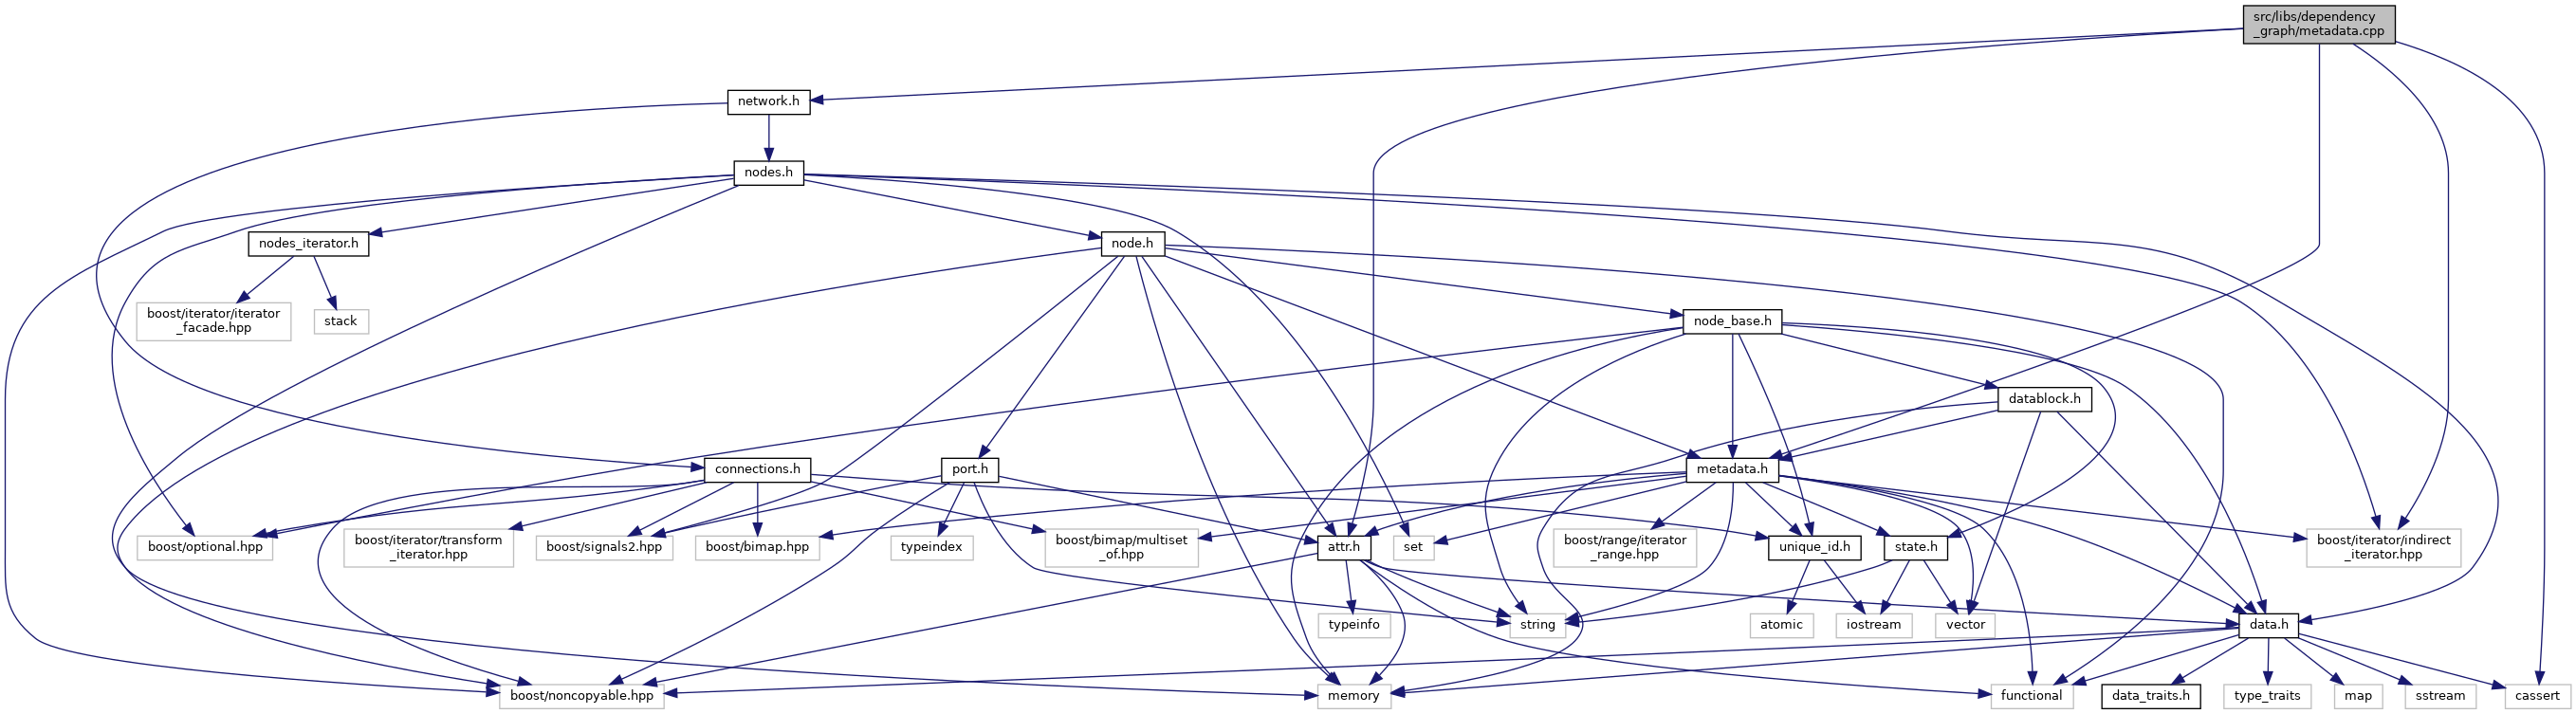 src/libs/dependency
_graph/metadata.cpp
network.h
nodes.h
nodes_iterator.h
node.h
boost/iterator/iterator
_facade.hpp
stack
node_base.h
datablock.h
connections.h
port.h
metadata.h
boost/optional.hpp
boost/iterator/transform
_iterator.hpp
boost/signals2.hpp
boost/bimap.hpp
typeindex
boost/bimap/multiset
_of.hpp
attr.h
set
boost/range/iterator
_range.hpp
unique_id.h
state.h
boost/iterator/indirect
_iterator.hpp
typeinfo
string
atomic
iostream
vector
data.h
boost/noncopyable.hpp
memory
functional
data_traits.h
type_traits
map
sstream
cassert